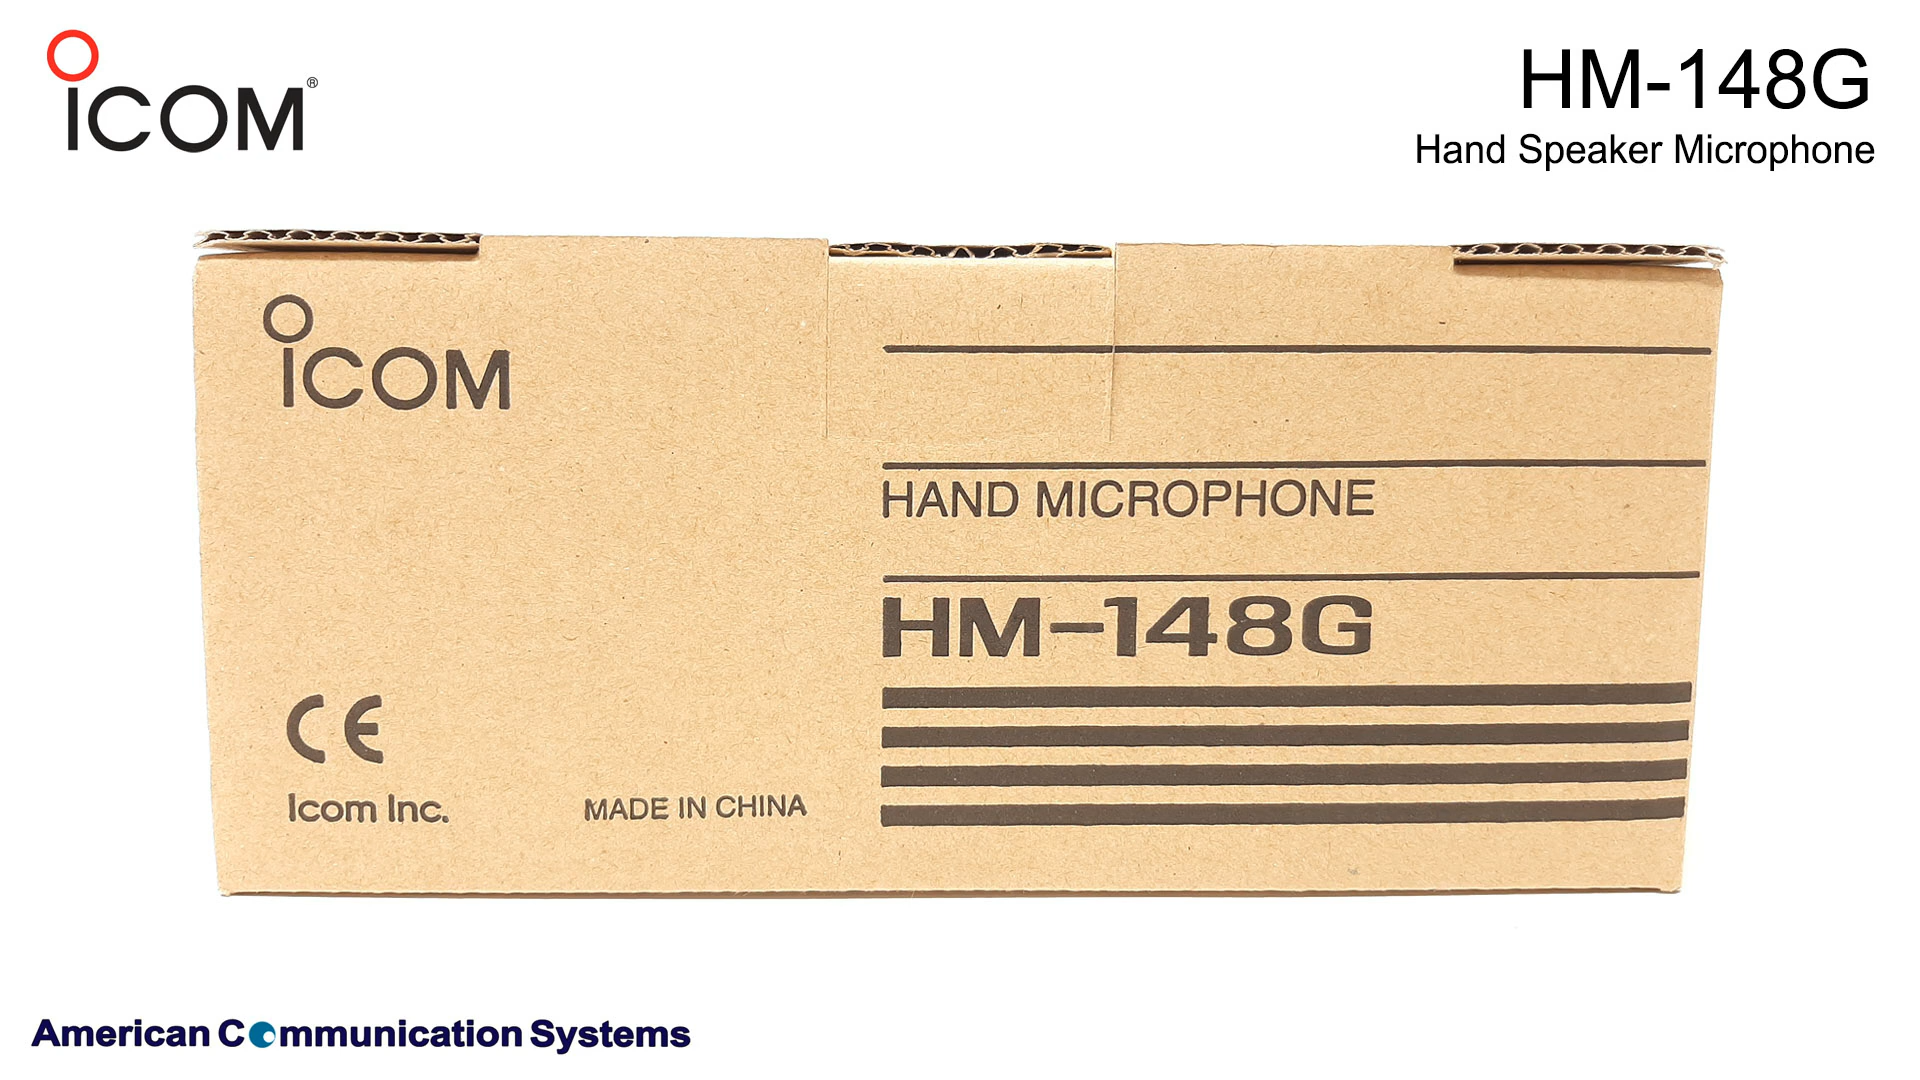 ICOM®
HM-148G
Hand Speaker Microphone
ICOM
HAND MICROPHONE
HM-148G
CE
Icom Inc.
MADE IN CHINA
American Communication Systems